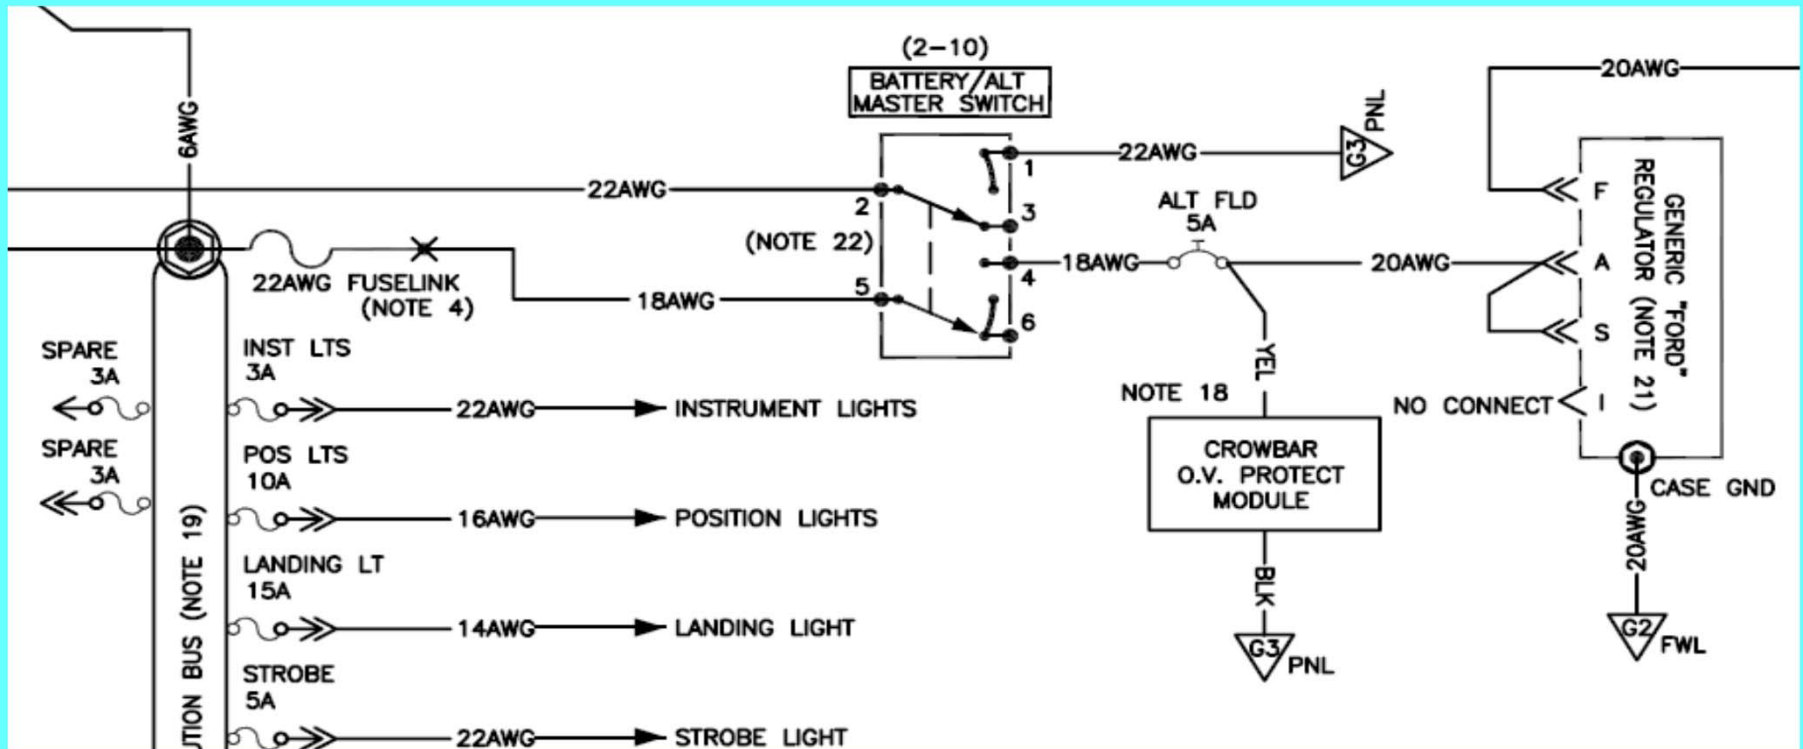 (2-10)
BATTERY/ALT
MASTER SWITCH
6AWG
22AWG
2
(NOTE 22)
5
1
3
4
6
22AWG
G3
PNL
ALT FLD
5A
18AWG
20AWG
20AWG
F
A
S
I
NO CONNECT
GENERIC "FORD"
REGULATOR (NOTE 21)
CASE GND
20AWG
G2
FWL
22AWG FUSELINK
(NOTE 4)
18AWG
YEL
NOTE 18
CROWBAR
O.V. PROTECT
MODULE
BLK
G3
PNL
SPARE
3A
SPARE
3A
INST LTS
3A
22AWG
INSTRUMENT LIGHTS
POS LTS
10A
16AWG
POSITION LIGHTS
LANDING LT
15A
14AWG
LANDING LIGHT
STROBE
5A
22AWG
STROBE LIGHT
UTION BUS (NOTE 19)